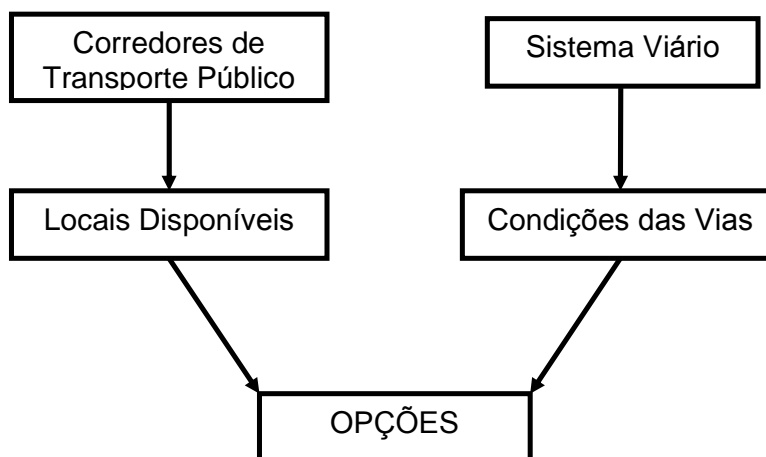 Corredores de
Transporte Público
Sistema Viário
Locais Disponíveis
Condições das Vias
OPÇÕES